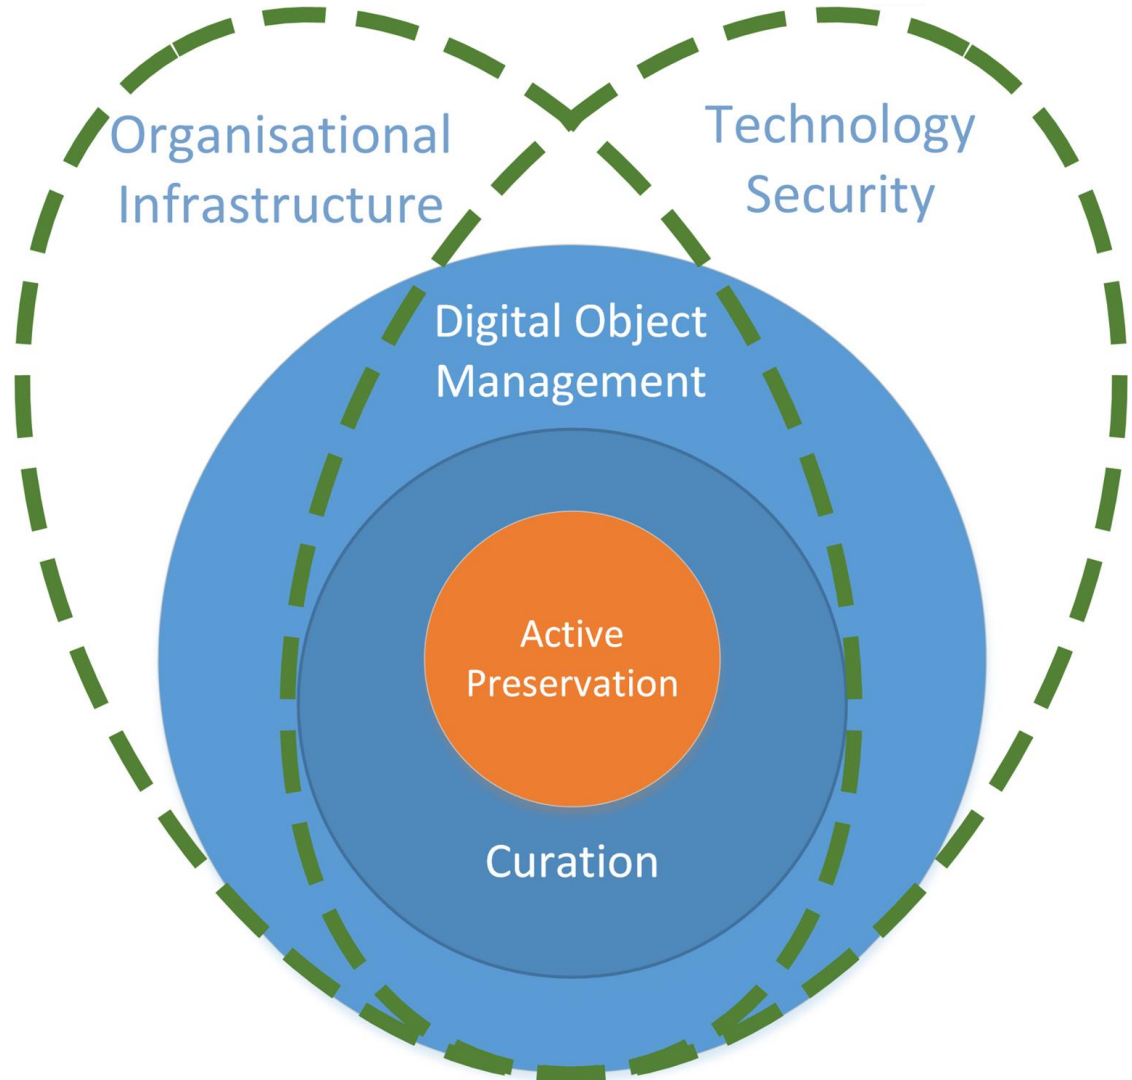 Organisational
Infrastructure
Technology
Security
Digital Object
Management
Active
Preservation
Curation